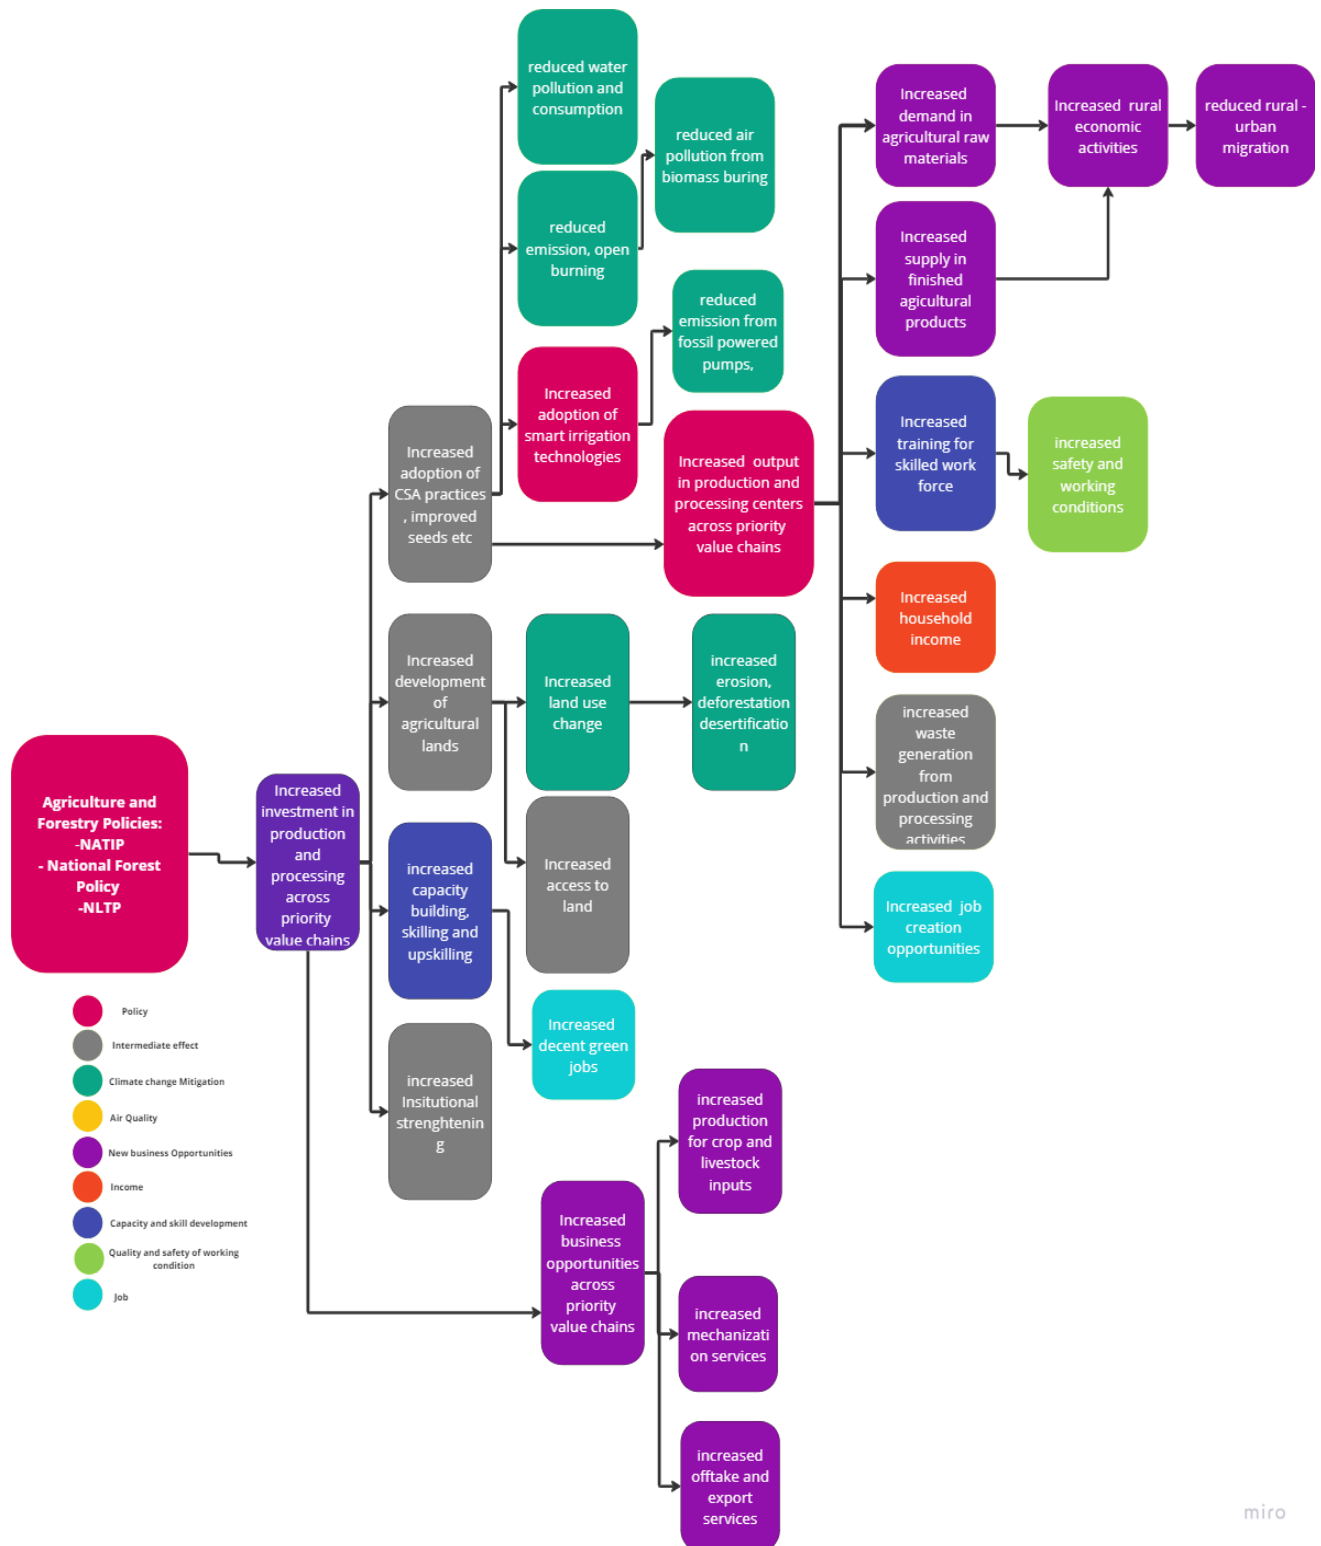 reduced water
pollution and
consumption
reduced air
pollution from
biomass buring
reduced
emission, open
burning
reduced
emission from
fossil powered
pumps,
Increased
adoption of
smart irrigation
technologies
Increased
adoption of
CSA practices
, improved
seeds etc
Increased output
in production and
processing centers
across priority
value chains
Increased
demand in
agricultural raw
materials
Increased rural
economic
activities
reduced rural -
urban
migration
Increased
supply in
finished
agicultural
products
Increased
training for
skilled work
force
increased
safety and
working
conditions
Increased
household
income
increased
waste
generation
from
production and
processing
activities
Increased job
creation
opportunities
Increased
development
of
agricultural
lands
Increased
land use
change
increased
erosion,
deforestation
desertificatio
n
Increased
access to
land
Agriculture and
Forestry Policies:
-NATIP
- National Forest
Policy
-NLTP
Increased
investment in
production
and
processing
across
priority
value chains
increased
capacity
building,
skilling and
upskilling
Increased
decent green
jobs
increased
Insitutional
strenghtenin
g
Increased
business
opportunities
across
priority
value chains
increased
production
for crop and
livestock
inputs
increased
mechanizati
on services
increased
offtake and
export
services
Policy
Intermediate effect
Climate change Mitigation
Air Quality
New business Opportunities
Income
Capacity and skill development
Quality and safety of working
condition
Job
miro